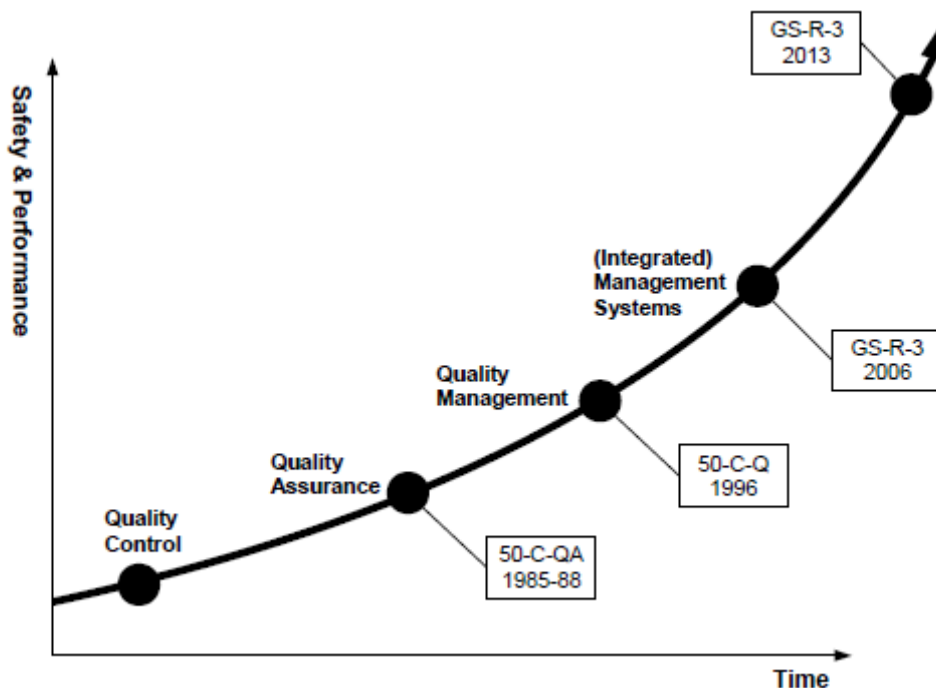 GS-R-3
2013
Safety & Performance
(Integrated)
Management
Systems
GS-R-3
2006
Quality
Management
50-C-Q
1996
Quality
Assurance
50-C-QA
1985-88
Quality
Control
Time